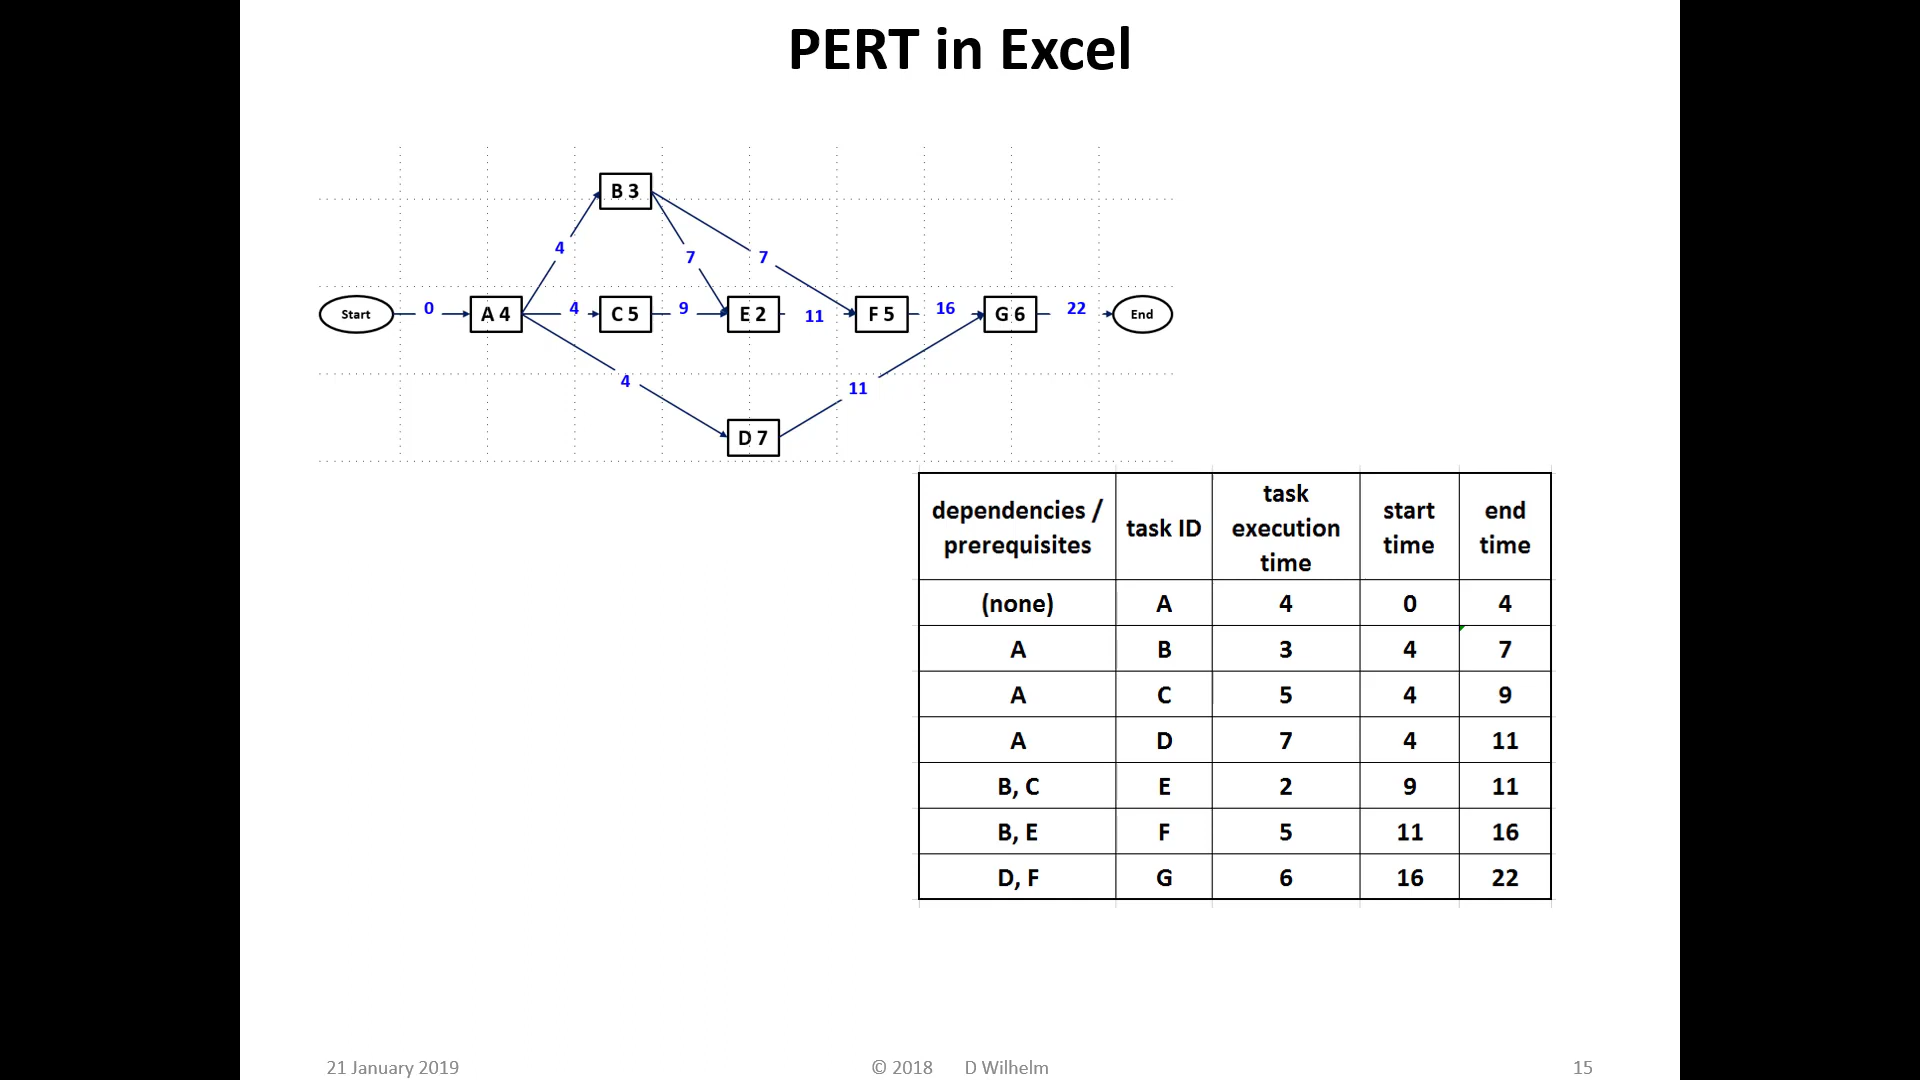 PERT in Excel
B 3
4
7
7
Start
0
A 4
4
C 5
9
E 2
11
F 5
16
G 6
22
End
4
11
D 7
dependencies / prerequisites
task ID
task execution time
start time
end time
(none) A 4 0 4
A B 3 4 7
A C 5 4 9
A D 7 4 11
B, C E 2 9 11
B, E F 5 11 16
D, F G 6 16 22
21 January 2019
© 2018 D Wilhelm
15